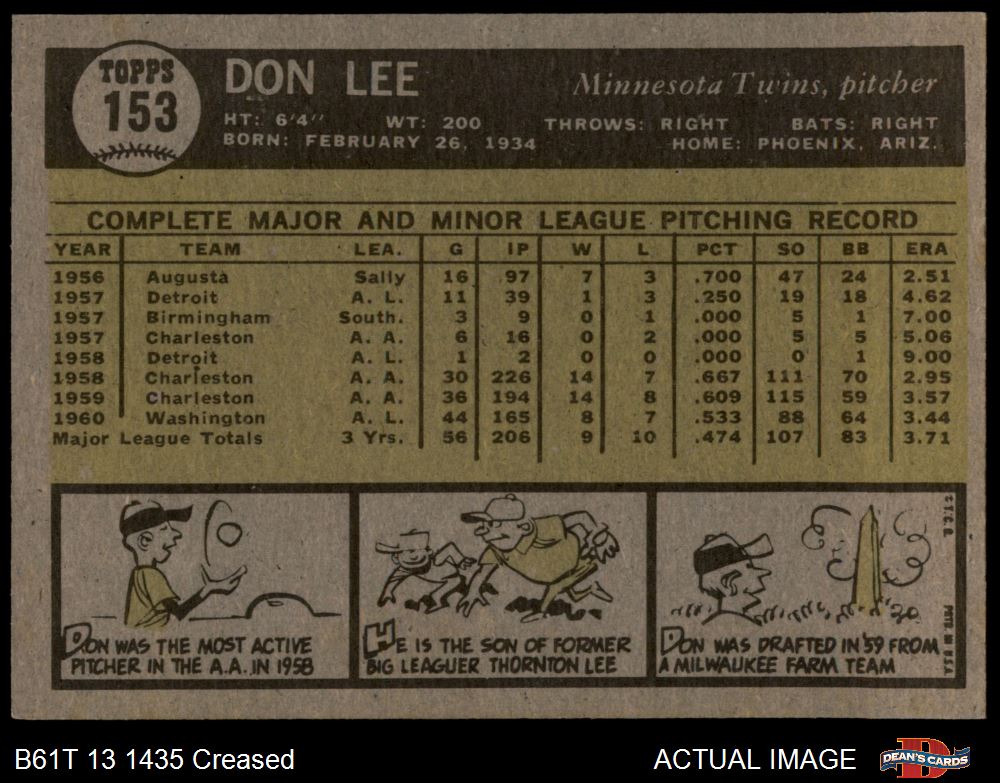 TOPPS
153
DON LEE
Minnesota Twins, pitcher
HT: 6'4" WT: 200 THROWS: RIGHT BATS: RIGHT
BORN: FEBRUARY 26, 1934 HOME: PHOENIX, ARIZ.
COMPLETE MAJOR AND MINOR LEAGUE PITCHING RECORD
YEAR TEAM LEA. G IP W L PCT SO BB ERA
1956 Augusta Sally 16 97 7 3 .700 47 24 2.51
1957 Detroit A. L. 11 39 1 3 .250 19 18 4.62
1957 Birmingham South. 3 9 0 1 .000 5 1 7.00
1957 Charleston A. A. 6 16 0 2 .000 5 5 5.06
1958 Detroit A. L. 1 2 0 0 .000 0 1 9.00
1958 Charleston A. A. 30 226 14 7 .667 111 70 2.95
1959 Charleston A. A. 36 194 14 8 .609 115 59 3.57
1960 Washington A. L. 44 165 8 7 .533 88 64 3.44
Major League Totals 3 Yrs. 56 206 9 10 .474 107 83 3.71
DON WAS THE MOST ACTIVE
PITCHER IN THE A.A. IN 1958
HE IS THE SON OF FORMER
BIG LEAGUER THORNTON LEE
DON WAS DRAFTED IN '59 FROM
A MILWAUKEE FARM TEAM
© T.C.G. PRTD. IN U.S.A.
B61T 13 1435 Creased
ACTUAL IMAGE
DEAN'S CARDS